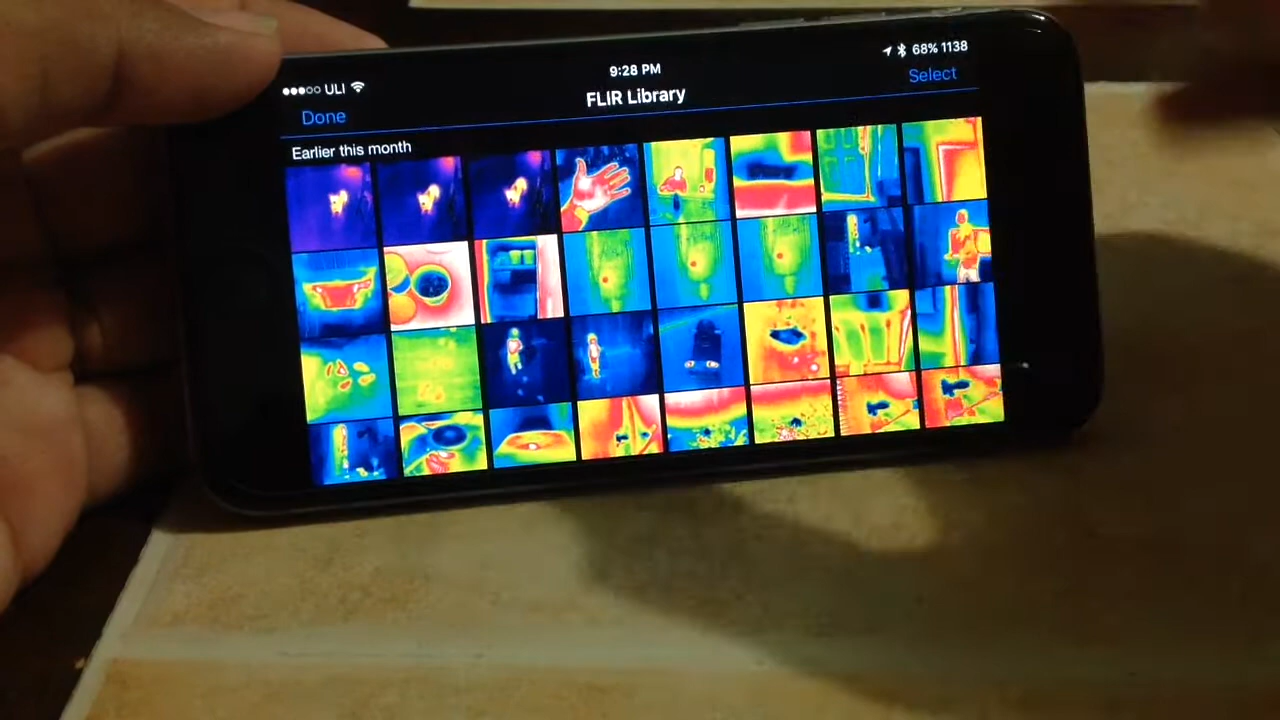 ULI
9:28 PM
68% 1138
Done
FLIR Library
Select
Earlier this month